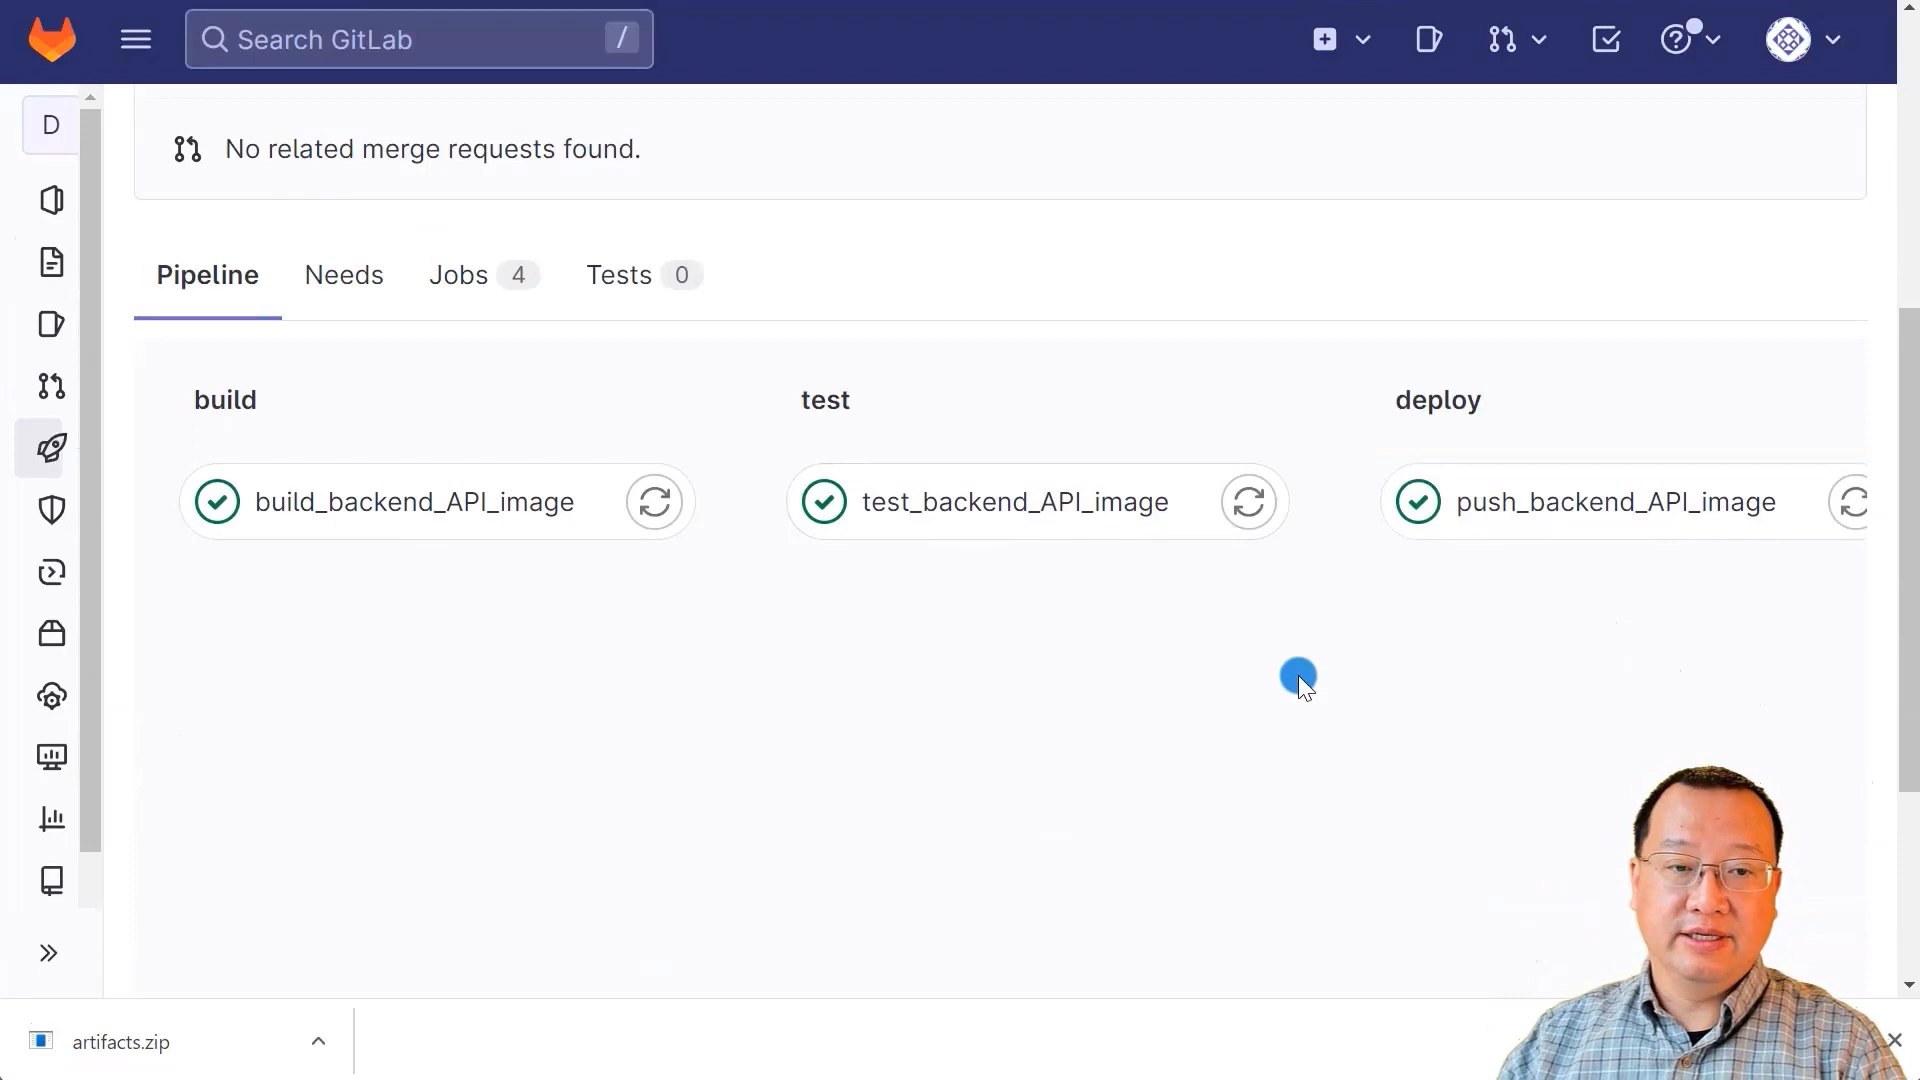 Search GitLab /
D
No related merge requests found.
Pipeline Needs Jobs 4 Tests 0
build test deploy
build_backend_API_image test_backend_API_image push_backend_API_image
artifacts.zip